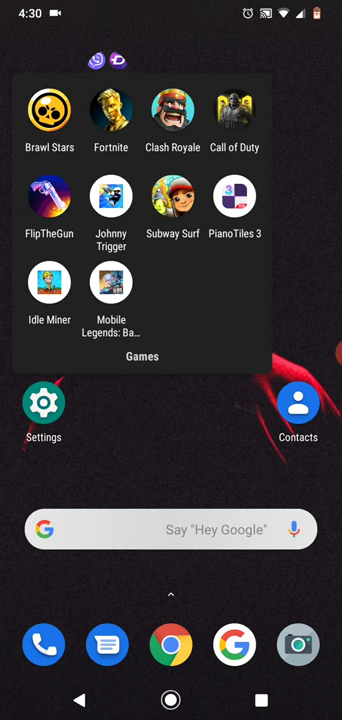 4:30
Brawl Stars
Fortnite
Clash Royale
Call of Duty
FlipTheGun
Johnny
Trigger
Subway Surf
3
PianoTiles 3
Idle Miner
Mobile
Legends: Ba...
Games
Settings
Contacts
Say "Hey Google"